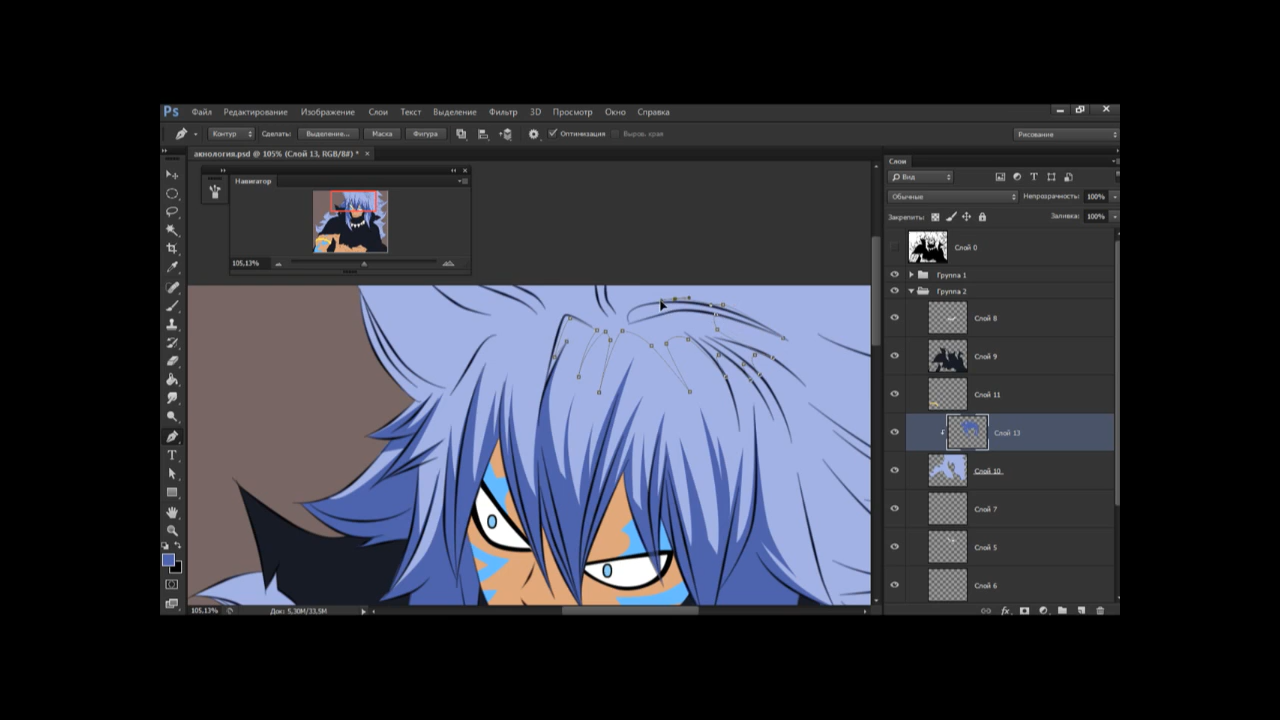 Ps Файл Редактирование Изображение Слои Текст Выделение Фильтр 3D Просмотр Окно Справка
Контур Сделать: Выделение... Маска Фигура Оптимизация Выров. края Рисование
акнология.psd @ 105% (Слой 13, RGB/8#) * ×
Слои
Навигатор
Вид
Обычные Непрозрачность: 100%
Закрепить: Заливка: 100%
Слой 0
105.13%
Группа 1
Группа 2
Слой 8
Слой 9
Слой 11
Слой 13
Слой 10
Слой 7
Слой 5
Слой 6
105.13% Док: 5,30M/33,5M